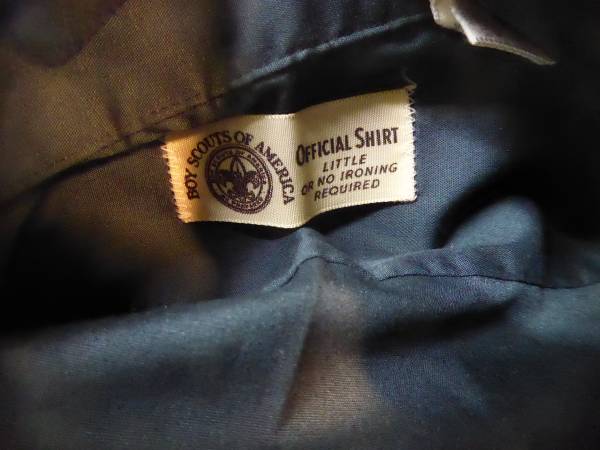 BOY SCOUTS OF AMERICA
OFFICIAL SHIRT
LITTLE
OR NO IRONING
REQUIRED